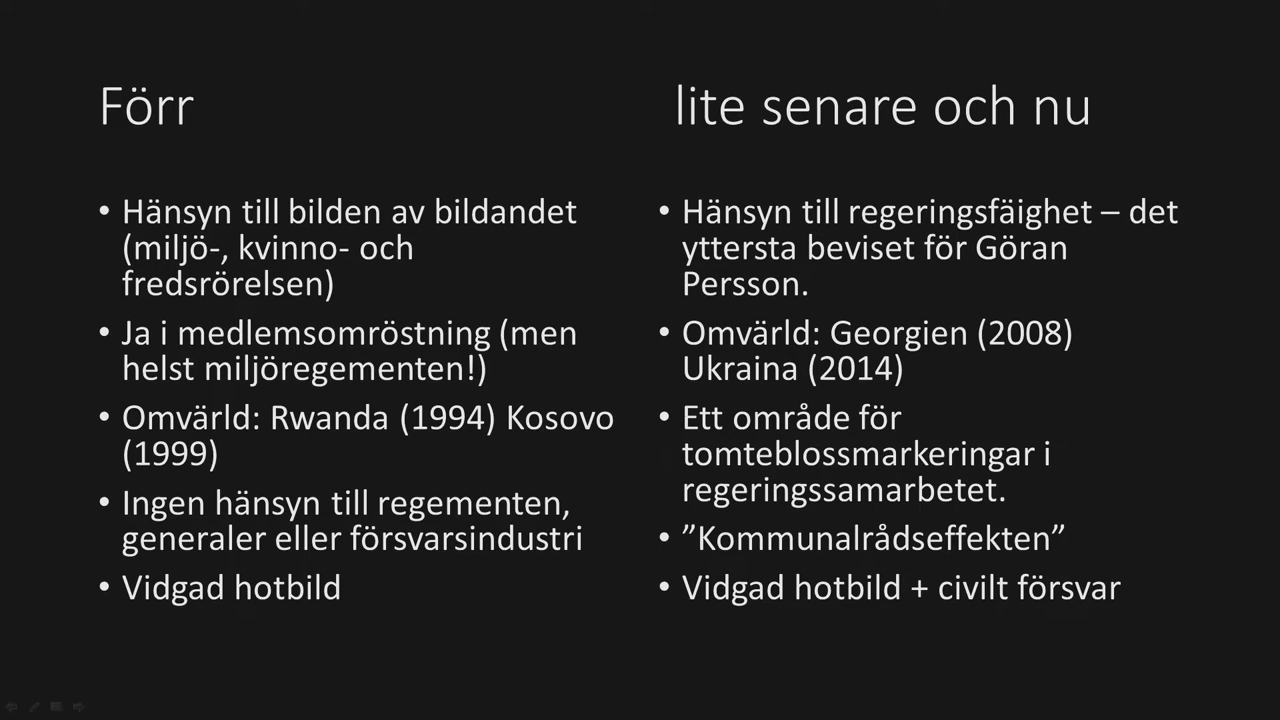 Förr
• Hänsyn till bilden av bildandet
(miljö-, kvinno- och
fredsrörelsen)
• Ja i medlemsomröstning (men
helst miljöregementen!)
• Omvärld: Rwanda (1994) Kosovo
(1999)
• Ingen hänsyn till regementen,
generaler eller försvarsindustri
• Vidgad hotbild
lite senare och nu
• Hänsyn till regeringsfäighet – det
yttersta beviset för Göran
Persson.
• Omvärld: Georgien (2008)
Ukraina (2014)
• Ett område för
tomteblossmarkeringar i
regeringssamarbetet.
• ”Kommunalrådseffekten”
• Vidgad hotbild + civilt försvar